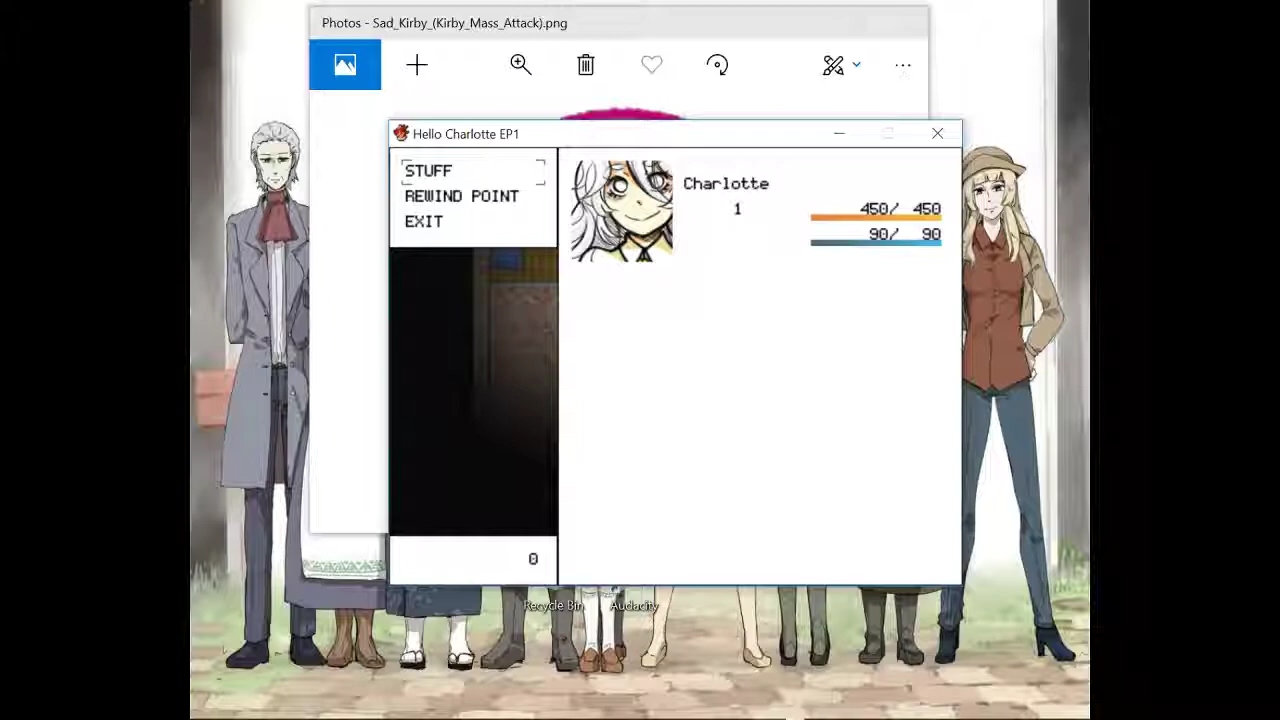 Photos - Sad_Kirby_(Kirby_Mass_Attack).png
Hello Charlotte EP1
STUFF
REWIND POINT
EXIT
Charlotte
1
450/ 450
90/ 90
0
Recycle Bin
Audacity